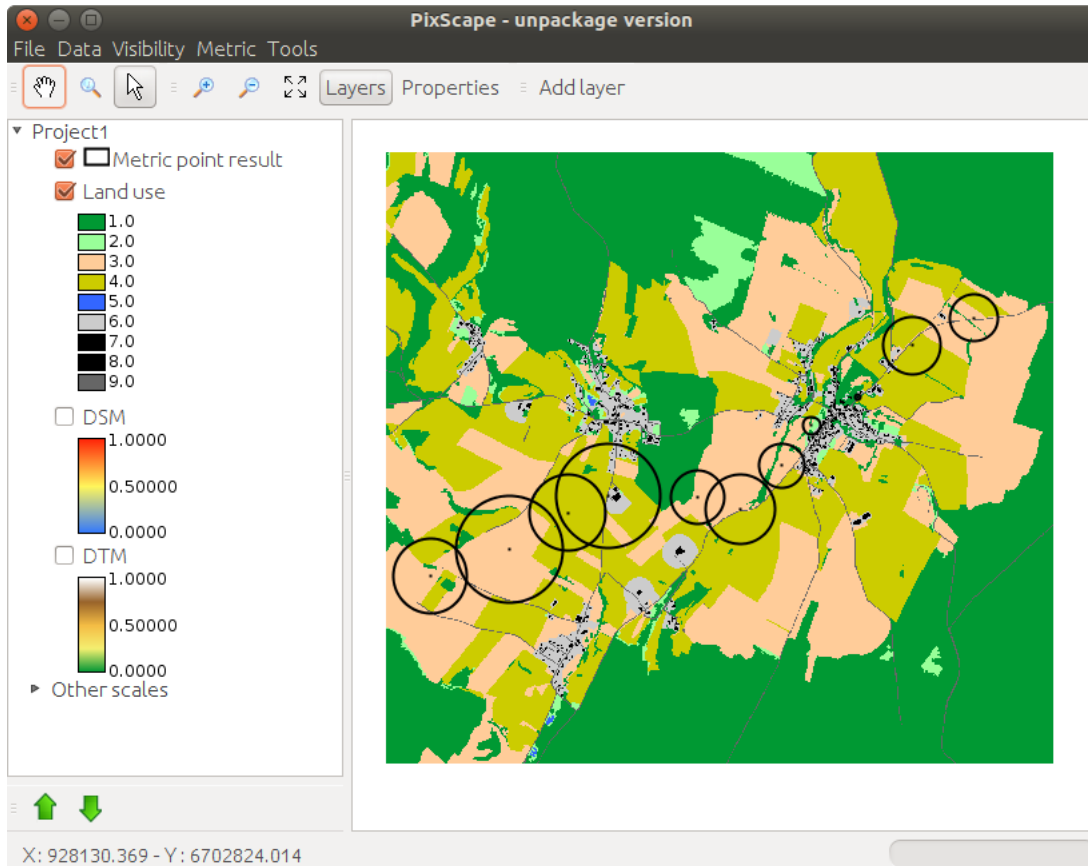 PixScape - unpackage version
File Data Visibility Metric Tools
Layers Properties Add layer
Project1
Metric point result
Land use
1.0
2.0
3.0
4.0
5.0
6.0
7.0
8.0
9.0
DSM
1.0000
0.50000
0.0000
DTM
1.0000
0.50000
0.0000
Other scales
X: 928130.369 - Y: 6702824.014